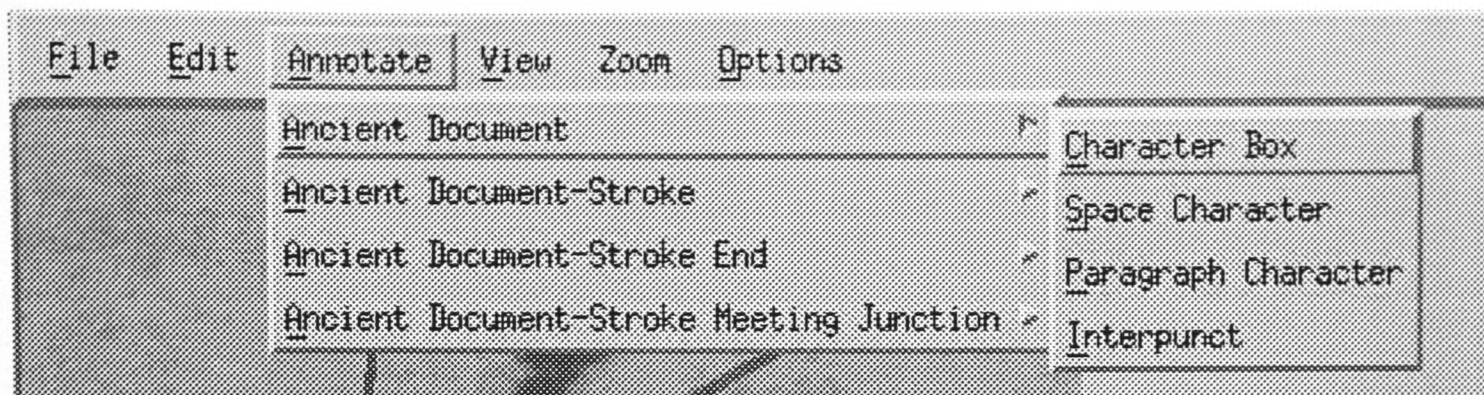 File Edit Annotate View Zoom Options
Ancient Document
Ancient Document-Stroke
Ancient Document-Stroke End
Ancient Document-Stroke Meeting Junction
Character Box
Space Character
Paragraph Character
Interpunct